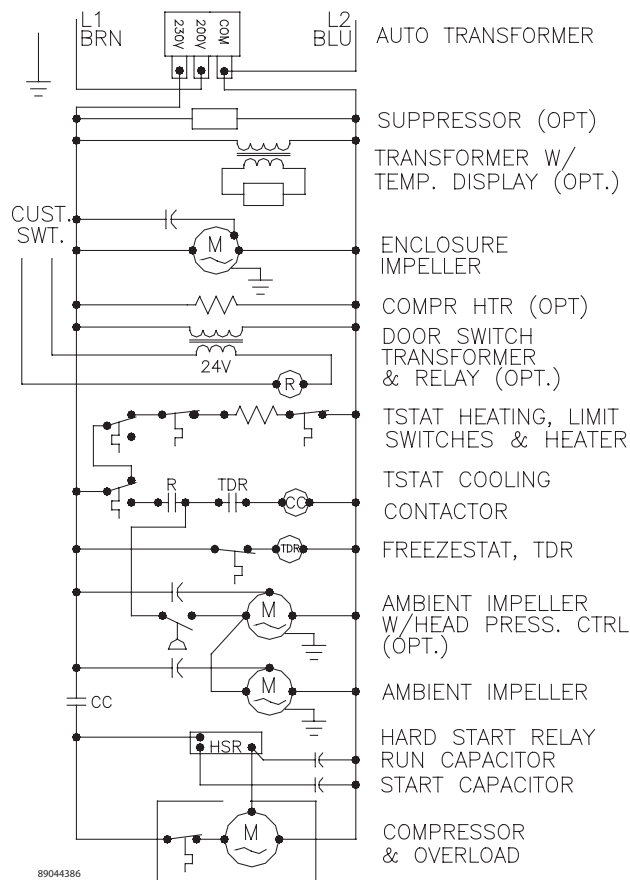 L1
BRN
230V
200V
COM
L2
BLU
AUTO TRANSFORMER
SUPPRESSOR (OPT)
TRANSFORMER W/
TEMP. DISPLAY (OPT.)
CUST.
SWT.
M
ENCLOSURE
IMPELLER
COMPR HTR (OPT)
DOOR SWITCH
TRANSFORMER
& RELAY (OPT.)
24V
R
TSTAT HEATING, LIMIT
SWITCHES & HEATER
TSTAT COOLING
R
TDR
CC
CONTACTOR
TDR
FREEZESTAT, TDR
M
AMBIENT IMPELLER
W/HEAD PRESS. CTRL
(OPT.)
M
AMBIENT IMPELLER
CC
HSR
HARD START RELAY
RUN CAPACITOR
START CAPACITOR
M
COMPRESSOR
& OVERLOAD
89044386